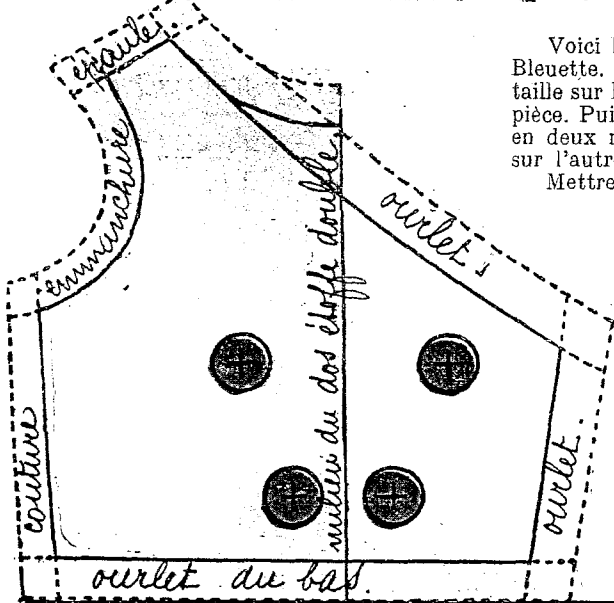 épaule.
Voici
Bleuette.
taille sur
pièce. Pui
en deux
sur l'autr
Mettre
emmanchure
ourlet
milieu du dos étoffe double
couture
ourlet.
ourlet du bas.